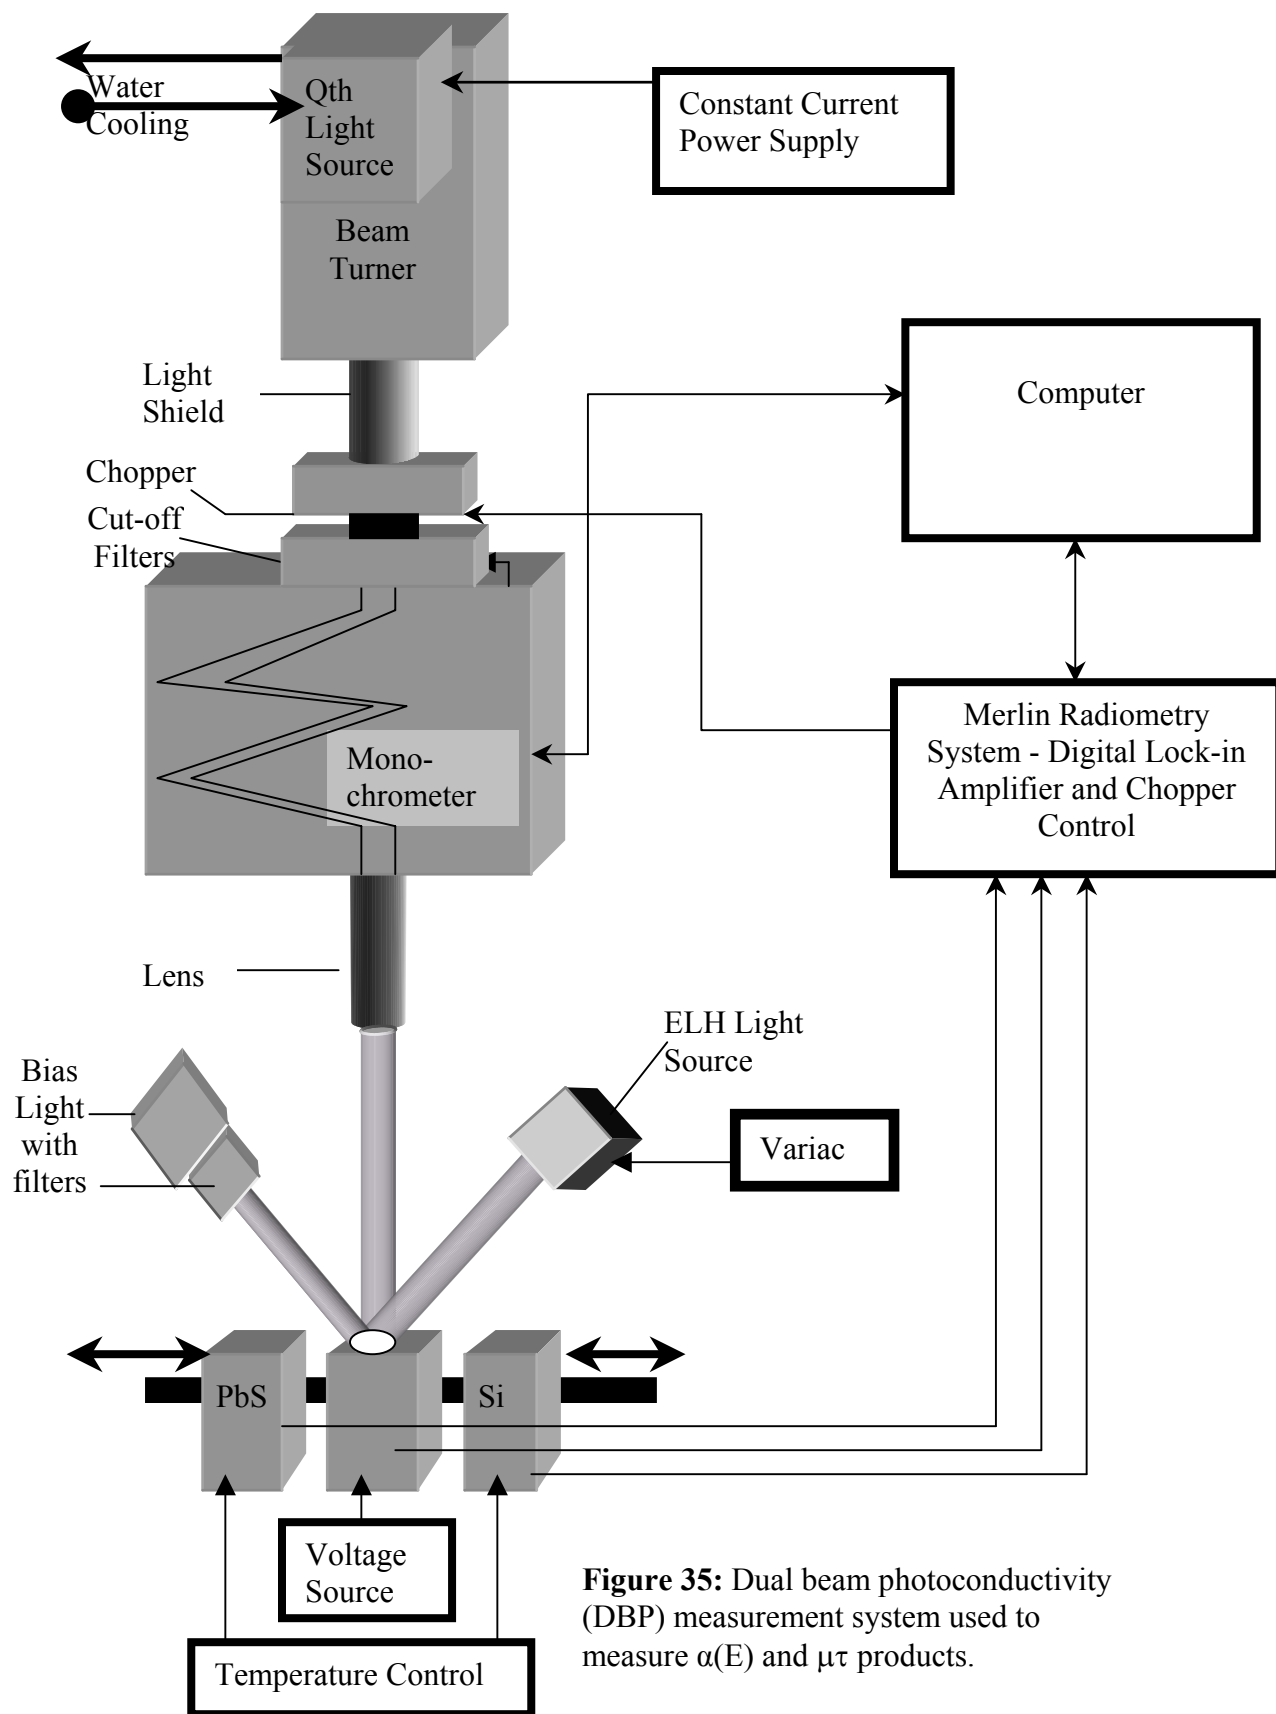 Water
Cooling
Qth
Light
Source
Constant Current
Power Supply
Beam
Turner
Light
Shield
Computer
Chopper
Cut-off
Filters
Mono-
chrometer
Merlin Radiometry
System - Digital Lock-in
Amplifier and Chopper
Control
Lens
ELH Light
Source
Bias
Light
with
filters
Variac
PbS
Si
Voltage
Source
Temperature Control
Figure 35: Dual beam photoconductivity
(DBP) measurement system used to
measure α(E) and μτ products.